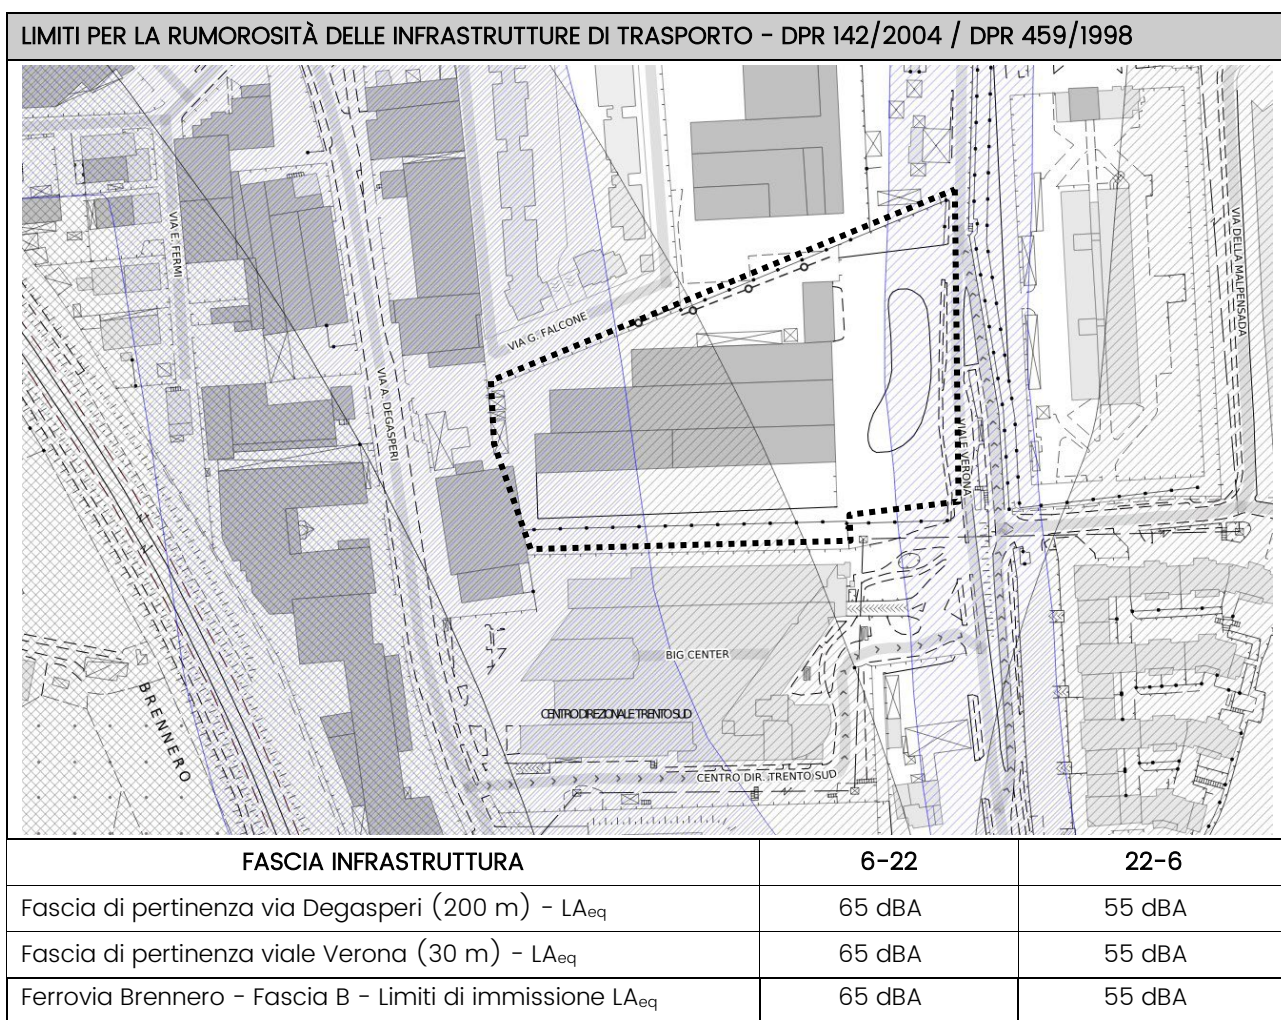 LIMITI PER LA RUMOROSITÀ DELLE INFRASTRUTTURE DI TRASPORTO - DPR 142/2004 / DPR 459/1998
VIA E. FERMI
VIA G. FALCONE
VIA A. DEGASPERI
VIALE VERONA
VIA DELLA MALPENSADA
BIG CENTER
BRENNERO
CENTRO DIREZIONALE TRENTO SUD
CENTRO DIR. TRENTO SUD
FASCIA INFRASTRUTTURA 6-22 22-6
Fascia di pertinenza via Degasperi (200 m) - LAeq 65 dBA 55 dBA
Fascia di pertinenza viale Verona (30 m) - LAeq 65 dBA 55 dBA
Ferrovia Brennero - Fascia B - Limiti di immissione LAeq 65 dBA 55 dBA